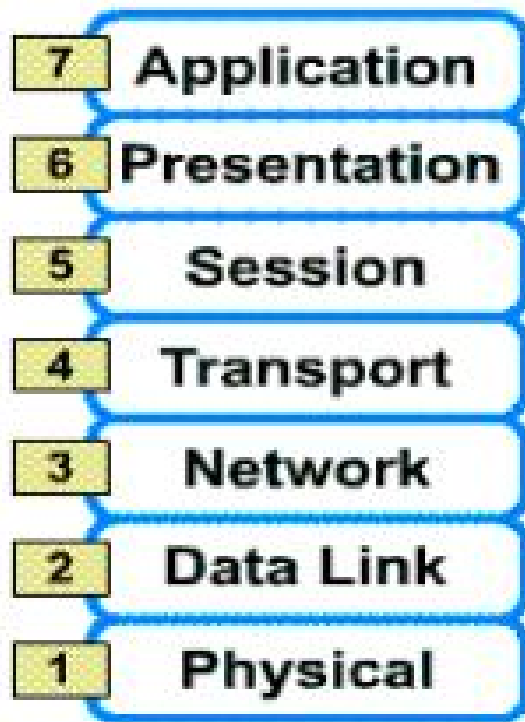 7 Application
6 Presentation
5 Session
4 Transport
3 Network
2 Data Link
1 Physical